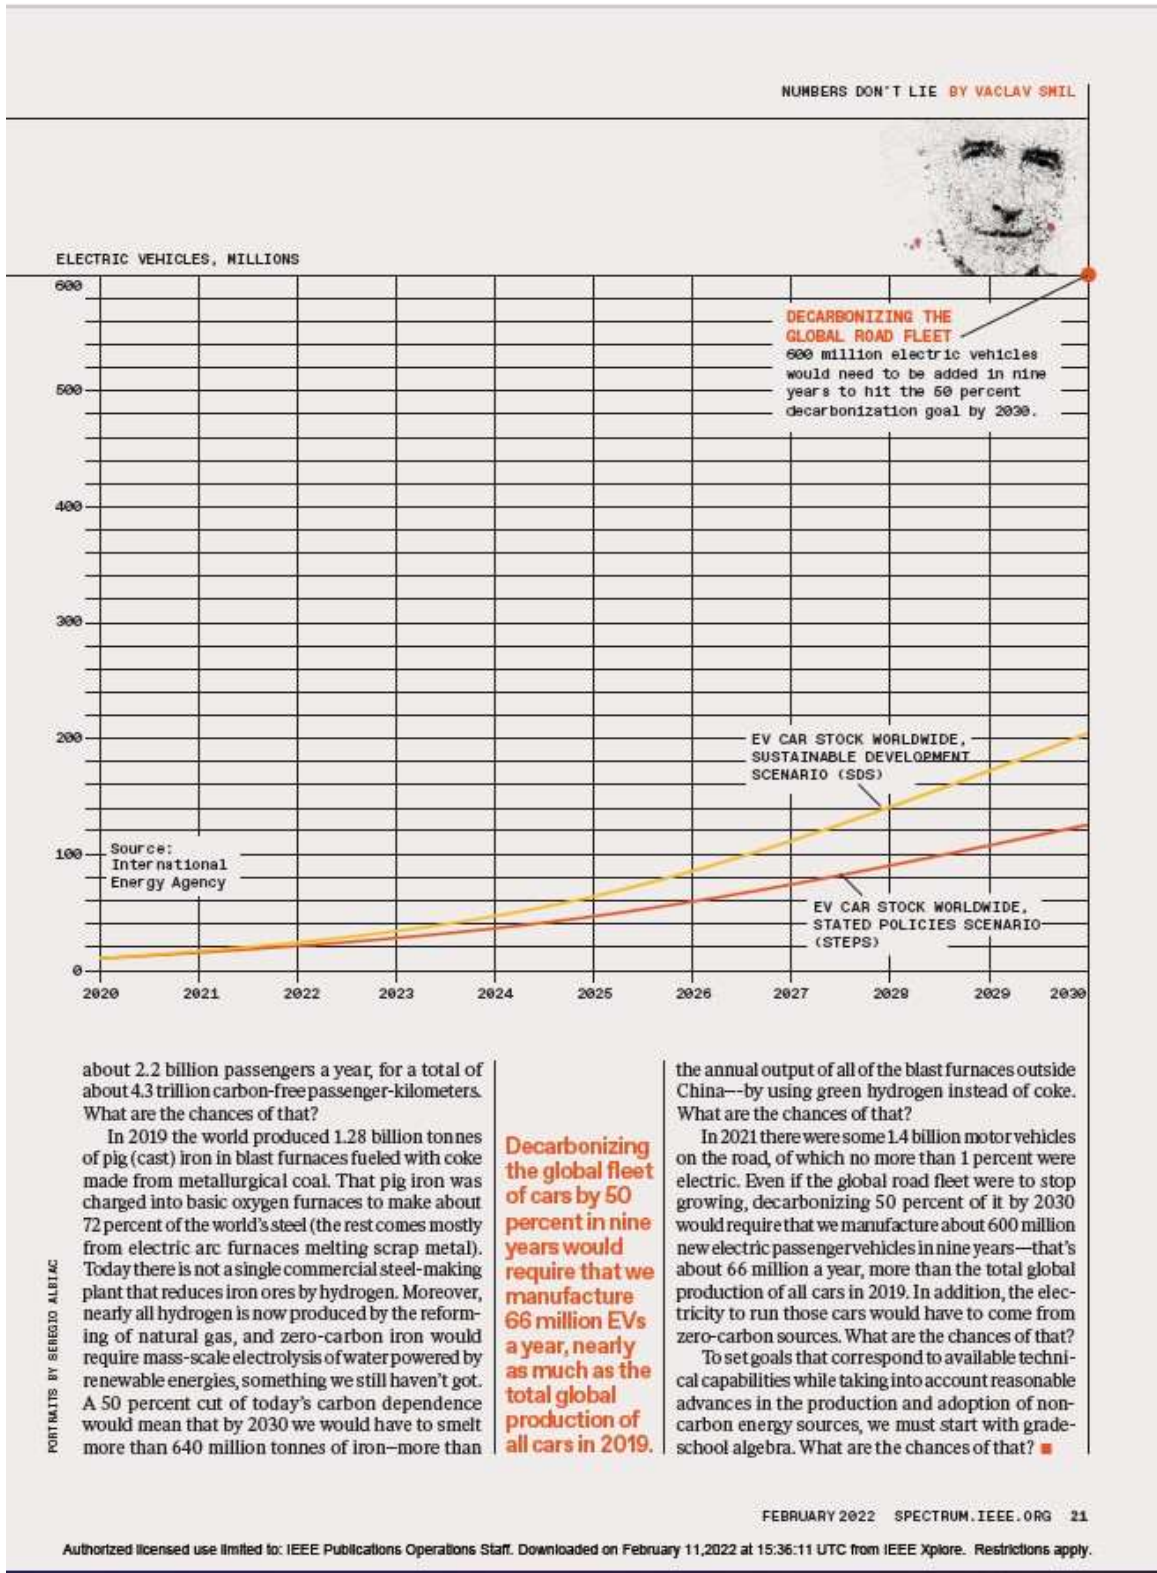 NUMBERS DON'T LIE BY VACLAV SMIL
ELECTRIC VEHICLES, MILLIONS
600
500
400
300
200
100
0
DECARBONIZING THE
GLOBAL ROAD FLEET
600 million electric vehicles
would need to be added in nine
years to hit the 50 percent
decarbonization goal by 2030.
EV CAR STOCK WORLDWIDE,
SUSTAINABLE DEVELOPMENT
SCENARIO (SDS)
Source:
International
Energy Agency
EV CAR STOCK WORLDWIDE,
STATED POLICIES SCENARIO
(STEPS)
2020 2021 2022 2023 2024 2025 2026 2027 2028 2029 2030
about 2.2 billion passengers a year, for a total of
about 4.3 trillion carbon-free passenger-kilometers.
What are the chances of that?
In 2019 the world produced 1.28 billion tonnes
of pig (cast) iron in blast furnaces fueled with coke
made from metallurgical coal. That pig iron was
charged into basic oxygen furnaces to make about
72 percent of the world's steel (the rest comes mostly
from electric arc furnaces melting scrap metal).
Today there is not a single commercial steel-making
plant that reduces iron ores by hydrogen. Moreover,
nearly all hydrogen is now produced by the reform-
ing of natural gas, and zero-carbon iron would
require mass-scale electrolysis of water powered by
renewable energies, something we still haven't got.
A 50 percent cut of today's carbon dependence
would mean that by 2030 we would have to smelt
more than 640 million tonnes of iron—more than
Decarbonizing
the global fleet
of cars by 50
percent in nine
years would
require that we
manufacture
66 million EVs
a year, nearly
as much as the
total global
production of
all cars in 2019.
the annual output of all of the blast furnaces outside
China—by using green hydrogen instead of coke.
What are the chances of that?
In 2021 there were some 1.4 billion motor vehicles
on the road, of which no more than 1 percent were
electric. Even if the global road fleet were to stop
growing, decarbonizing 50 percent of it by 2030
would require that we manufacture about 600 million
new electric passenger vehicles in nine years—that's
about 66 million a year, more than the total global
production of all cars in 2019. In addition, the elec-
tricity to run those cars would have to come from
zero-carbon sources. What are the chances of that?
To set goals that correspond to available techni-
cal capabilities while taking into account reasonable
advances in the production and adoption of non-
carbon energy sources, we must start with grade-
school algebra. What are the chances of that?
PORTRAITS BY SERGIO ALBIAC
FEBRUARY 2022 SPECTRUM.IEEE.ORG 21
Authorized licensed use limited to: IEEE Publications Operations Staff. Downloaded on February 11,2022 at 15:36:11 UTC from IEEE Xplore. Restrictions apply.